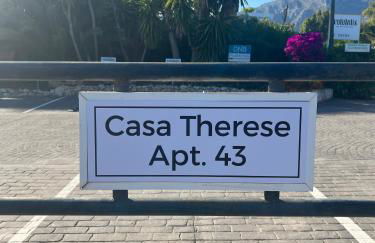 Casa Therese
Apt. 43